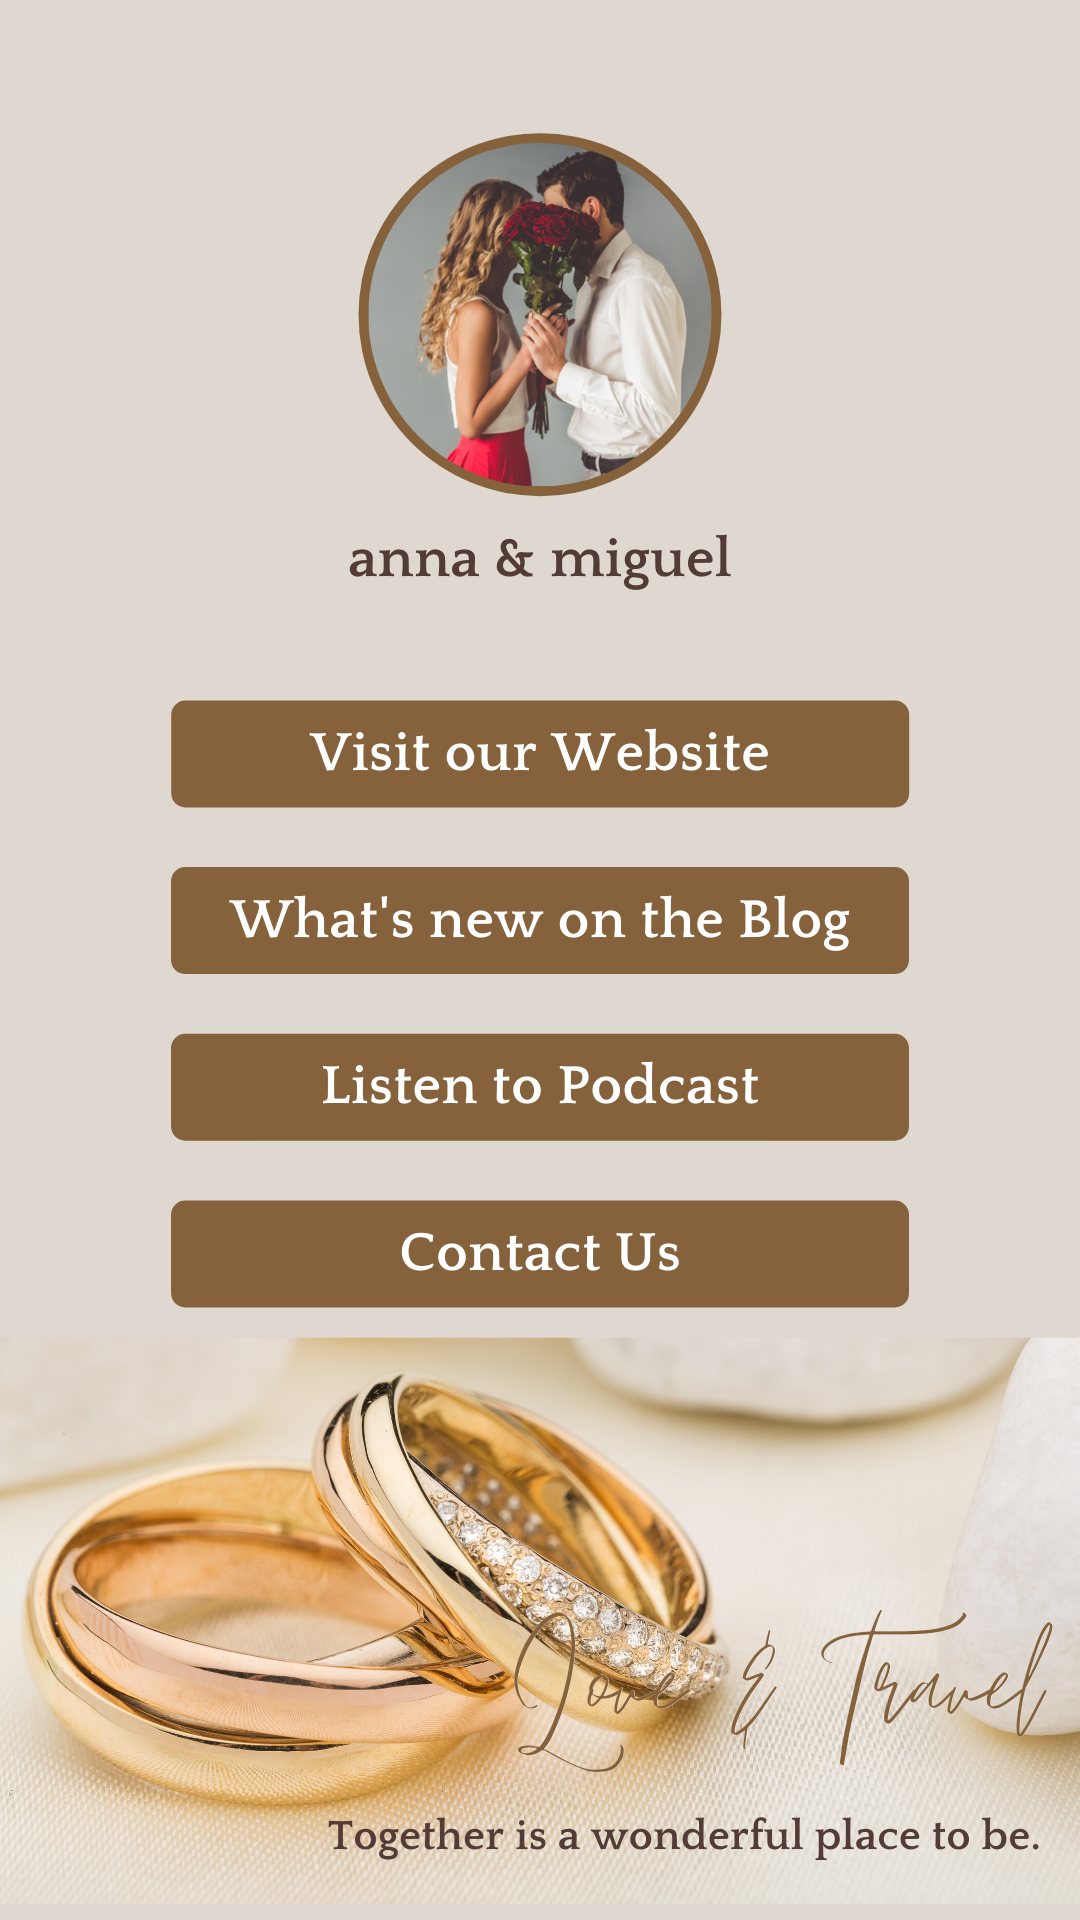 anna & miguel
Visit our Website
What's new on the Blog
Listen to Podcast
Contact Us
Love & Travel
Together is a wonderful place to be.